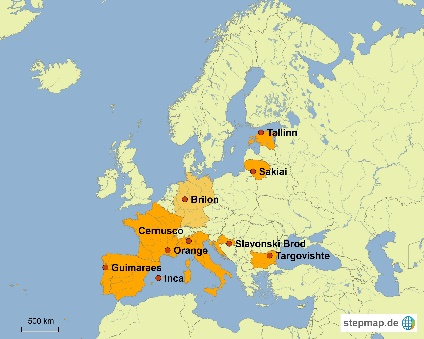 Tallinn
Sakiai
Brilon
Cernusco
Slavonski Brod
Orange
Targovishte
Guimaraes
Inca
500 km
stepmap.de